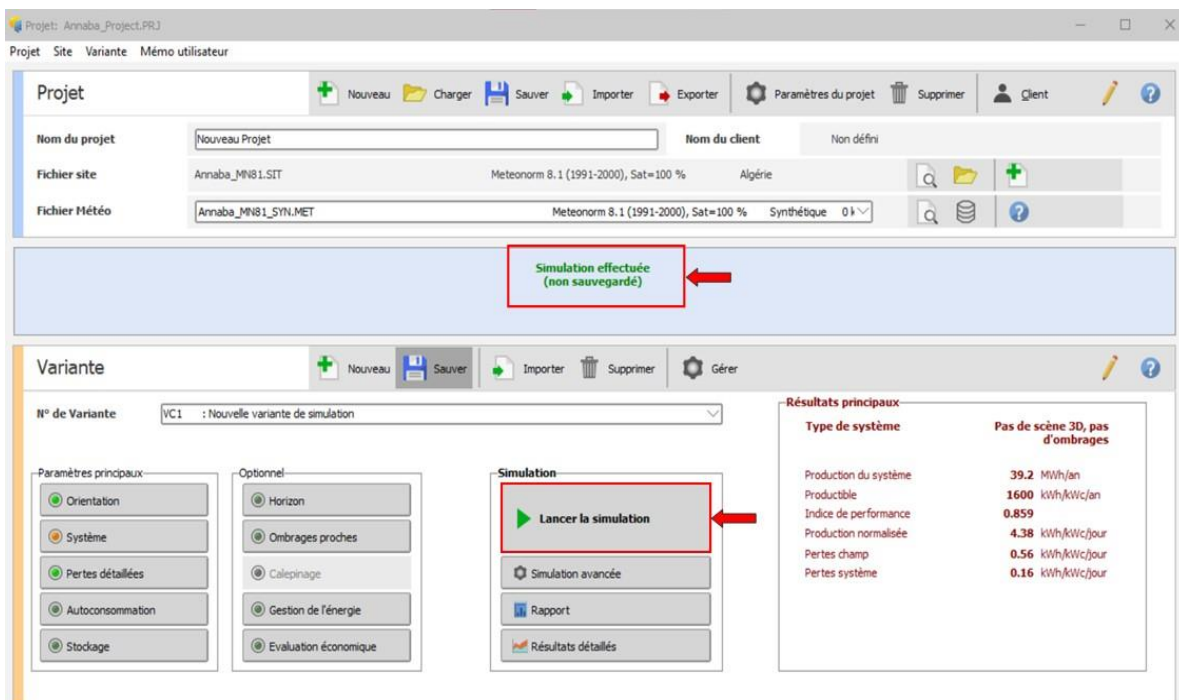 Projet: Annaba_Project.PRJ
Projet Site Variante Mémo utilisateur
Projet
Nouveau Charger Sauver Importer Exporter Paramètres du projet Supprimer Client
Nom du projet Nouveau Projet Nom du client Non défini
Fichier site Annaba_MN81.SIT Meteonorm 8.1 (1991-2000), Sat=100 % Algérie
Fichier Météo Annaba_MN81_SYN.MET Meteonorm 8.1 (1991-2000), Sat=100 % Synthétique 0 k
Simulation effectuée
(non sauvegardé)
Variante
Nouveau Sauver Importer Supprimer Gérer
N° de Variante VC1 : Nouvelle variante de simulation
Résultats principaux
Type de système Pas de scène 3D, pas
d'ombrages
Production du système 39.2 MWh/an
Productible 1600 kWh/kWc/an
Indice de performance 0.859
Production normalisée 4.38 kWh/kWc/jour
Pertes champ 0.56 kWh/kWc/jour
Pertes système 0.16 kWh/kWc/jour
Paramètres principaux
Orientation
Système
Pertes détaillées
Autoconsommation
Stockage
Optionnel
Horizon
Ombrages proches
Calepinage
Gestion de l'énergie
Evaluation économique
Simulation
Lancer la simulation
Simulation avancée
Rapport
Résultats détaillés